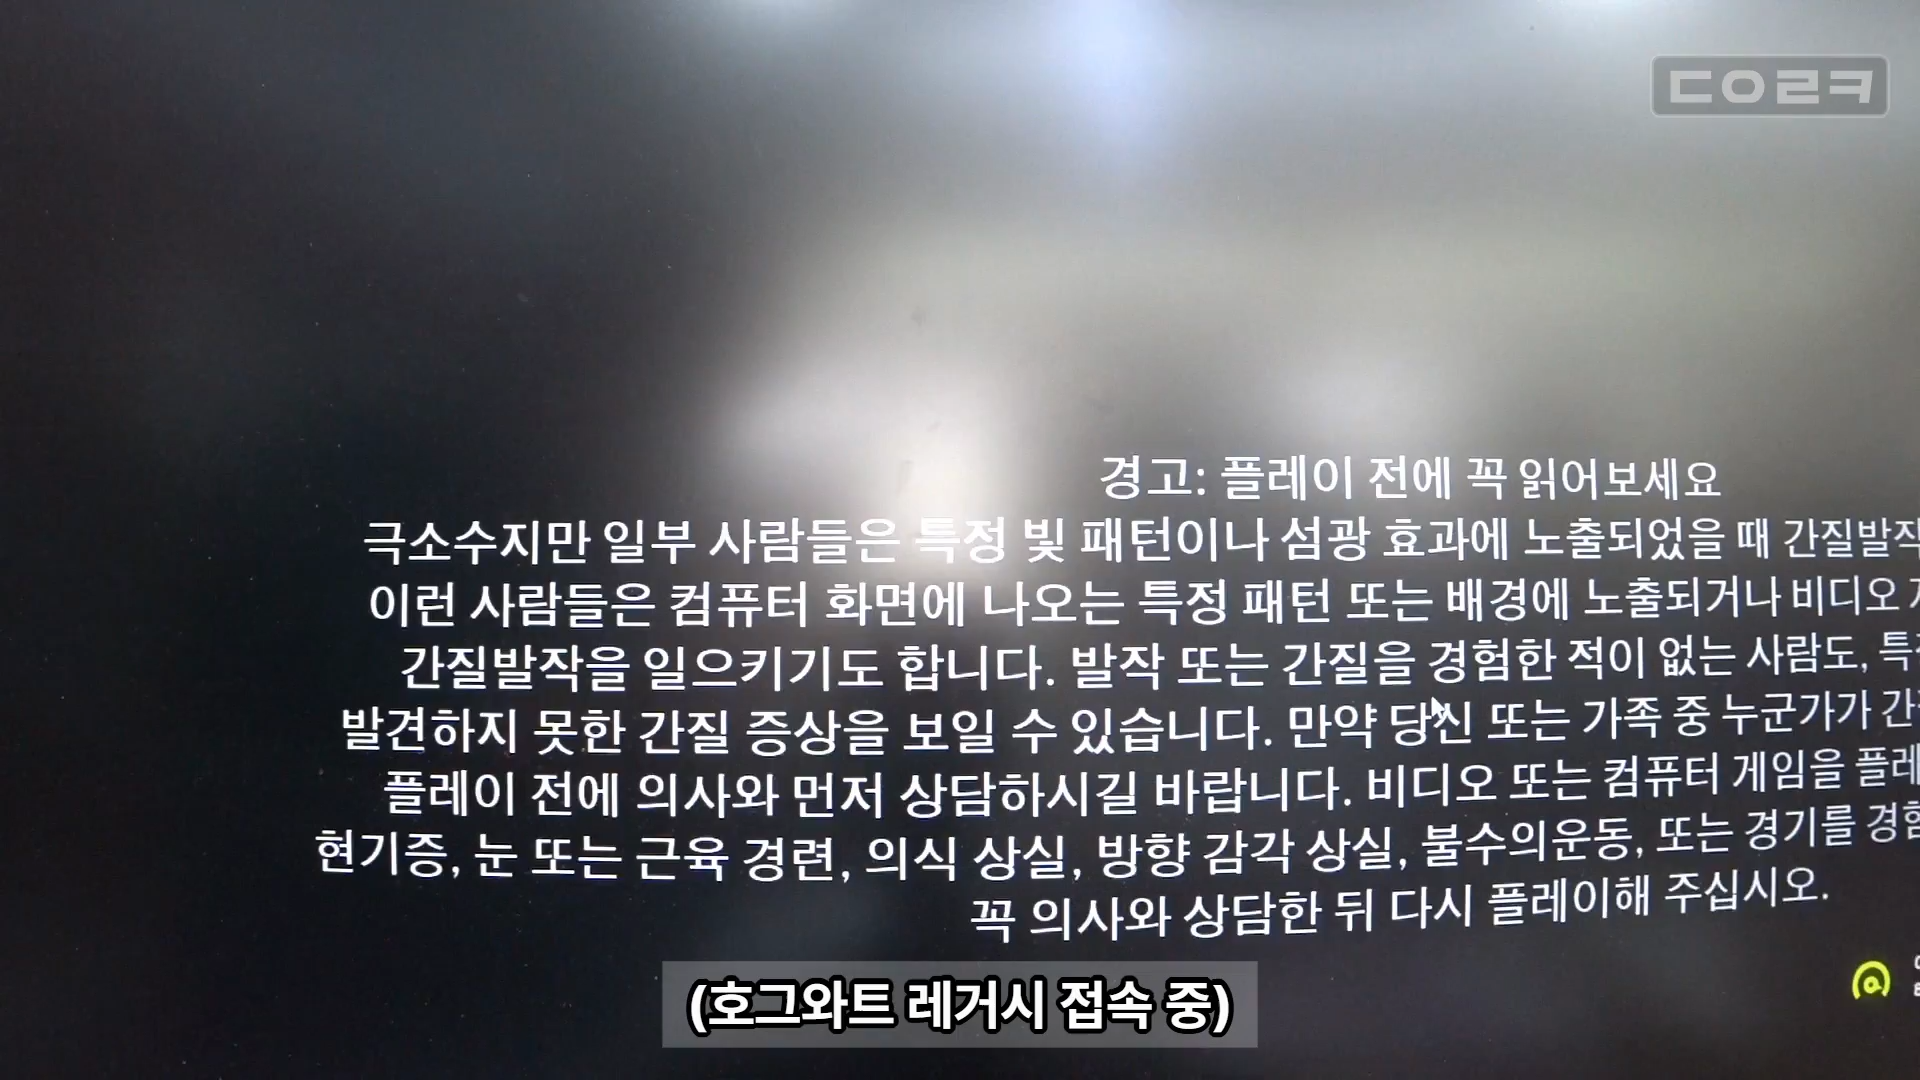 ㄷㅇㄹㅋ
경고: 플레이 전에 꼭 읽어보세요
극소수지만 일부 사람들은 특정 빛 패턴이나 섬광 효과에 노출되었을 때 간질발작
이런 사람들은 컴퓨터 화면에 나오는 특정 패턴 또는 배경에 노출되거나 비디오
간질발작을 일으키기도 합니다. 발작 또는 간질을 경험한 적이 없는 사람도,
발견하지 못한 간질 증상을 보일 수 있습니다. 만약 당신 또는 가족 중 누군가가
플레이 전에 의사와 먼저 상담하시길 바랍니다. 비디오 또는 컴퓨터 게임을
현기증, 눈 또는 근육 경련, 의식 상실, 방향 감각 상실, 불수의운동, 또는 경기를
꼭 의사와 상담한 뒤 다시 플레이해 주십시오.
(호그와트 레거시 접속 중)